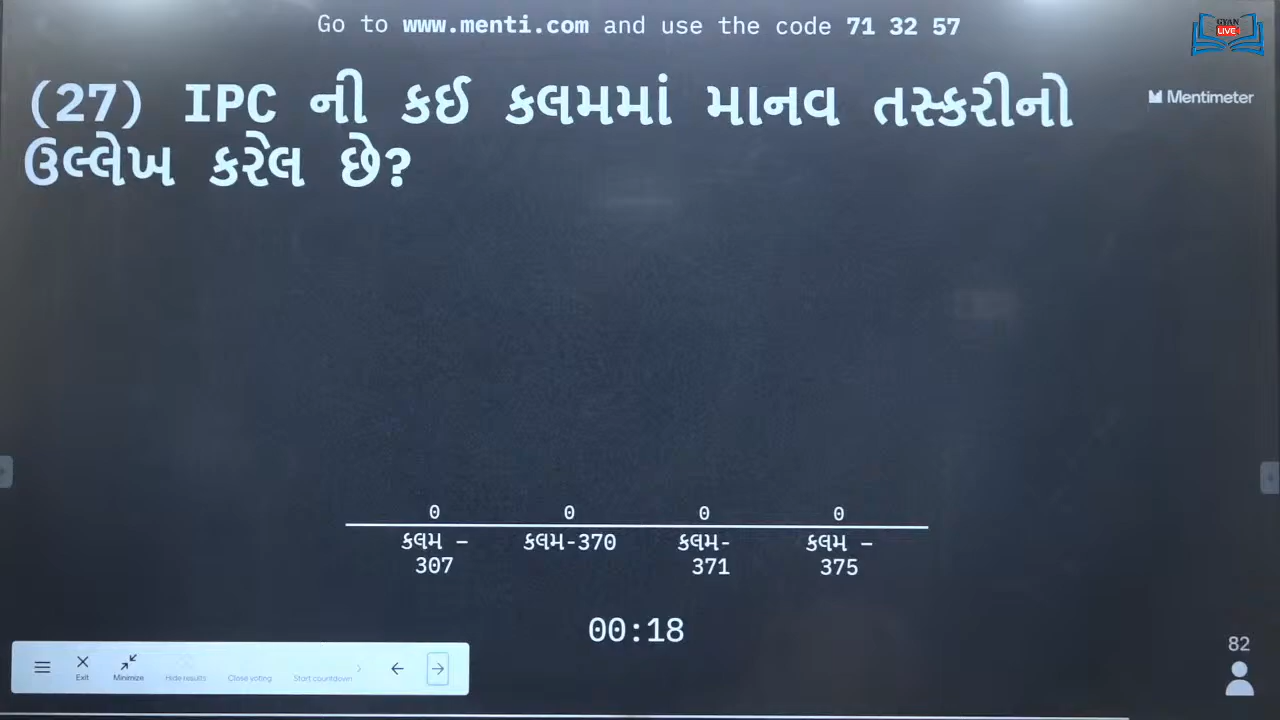 Go to www.menti.com and use the code 71 32 57
GYAN
LIVE
(27) IPC ની કઈ કલમમાં માનવ તસ્કરીનો
ઉલ્લેખ કરેલ છે?
Mentimeter
0 0 0 0
કલમ – કલમ-370 કલમ- કલમ –
307 371 375
00:18
82
Exit Minimize Hide results Close voting Start countdown